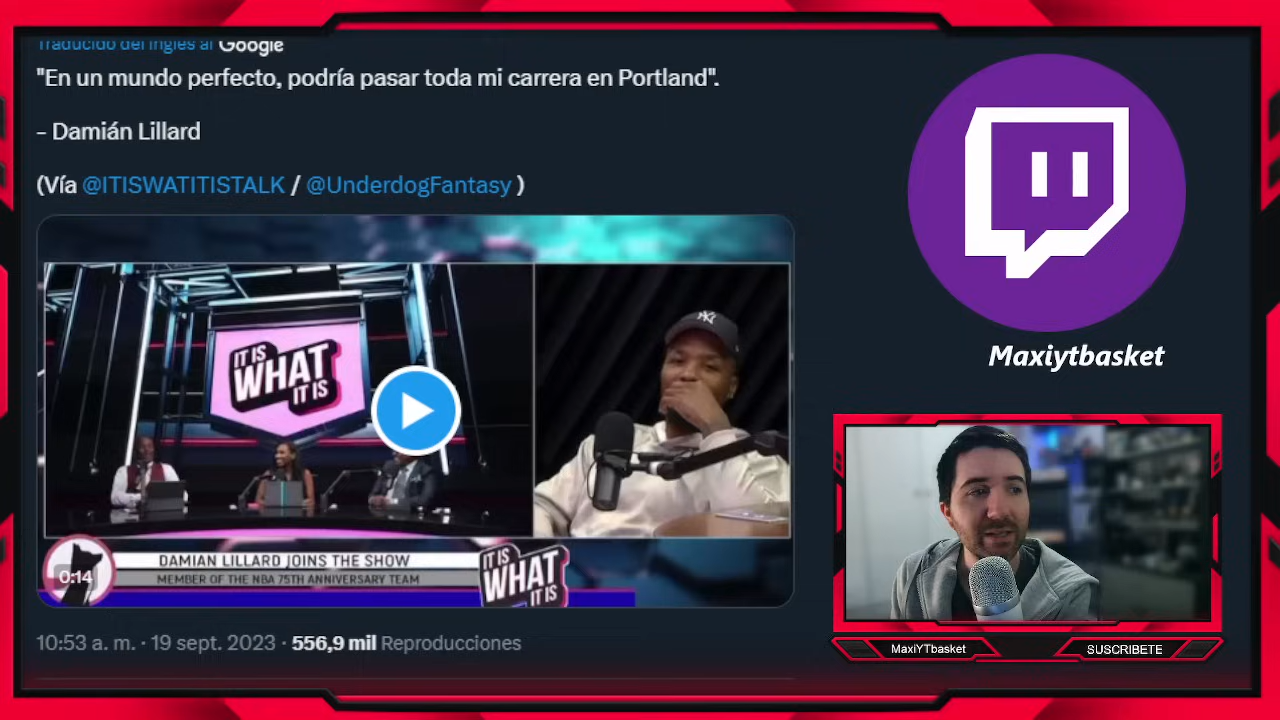 Traducido del inglés al Google
"En un mundo perfecto, podría pasar toda mi carrera en Portland".
– Damián Lillard
(Vía @ITISWATITISTALK / @UnderdogFantasy )
IT IS
WHAT
IT IS
NY
0:14
DAMIAN LILLARD JOINS THE SHOW
MEMBER OF THE NBA 75TH ANNIVERSARY TEAM
IT IS
WHAT
IT IS
10:53 a. m. · 19 sept. 2023 · 556,9 mil Reproducciones
Maxiytbasket
MaxiYTbasket
SUSCRIBETE